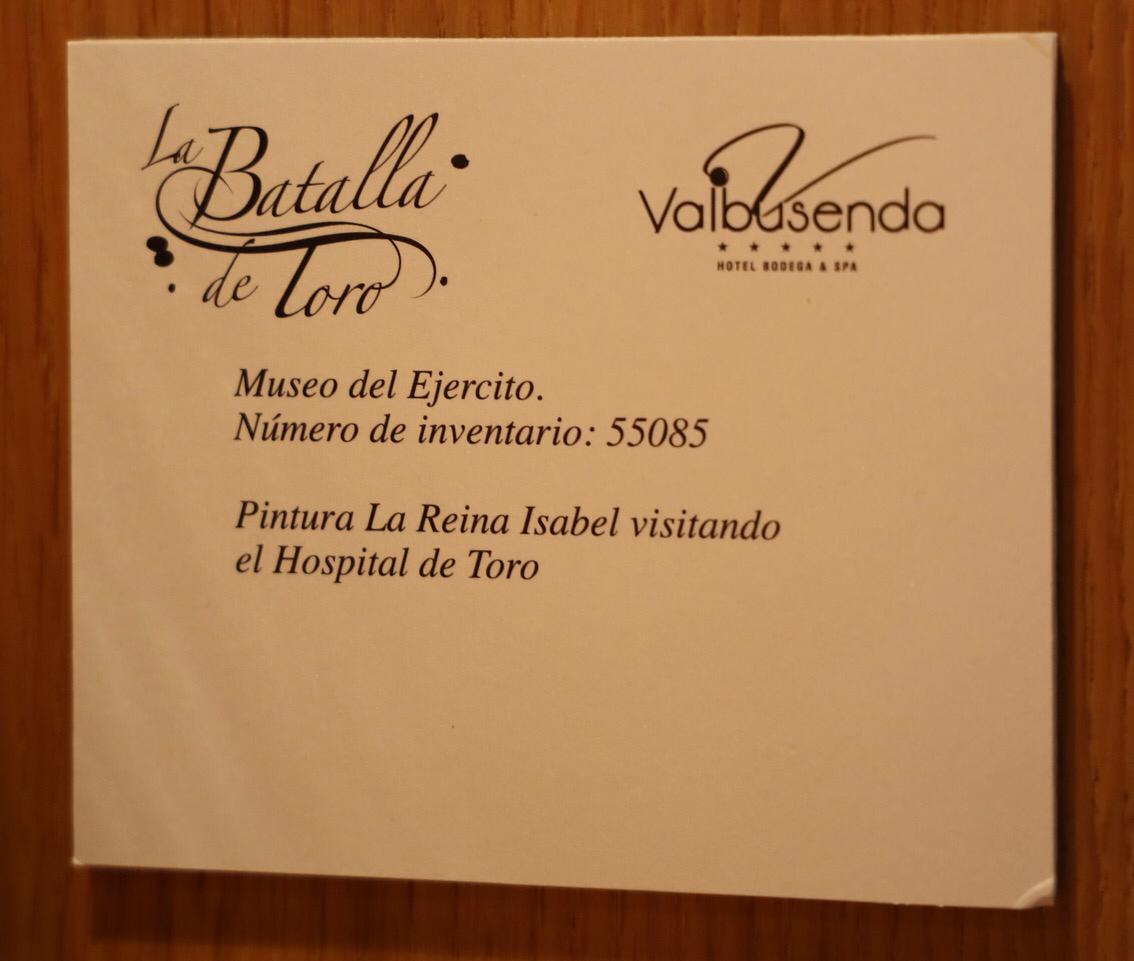 La Batalla
de Toro
Valbusenda
★ ★ ★ ★ ★
HOTEL BODEGA & SPA
Museo del Ejercito.
Número de inventario: 55085
Pintura La Reina Isabel visitando
el Hospital de Toro